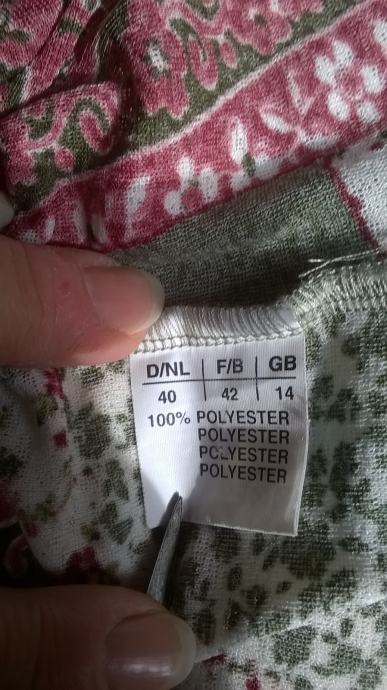 D/NL | F/B | GB
40 | 42 | 14
100% POLYESTER
POLYESTER
POLYESTER
POLYESTER